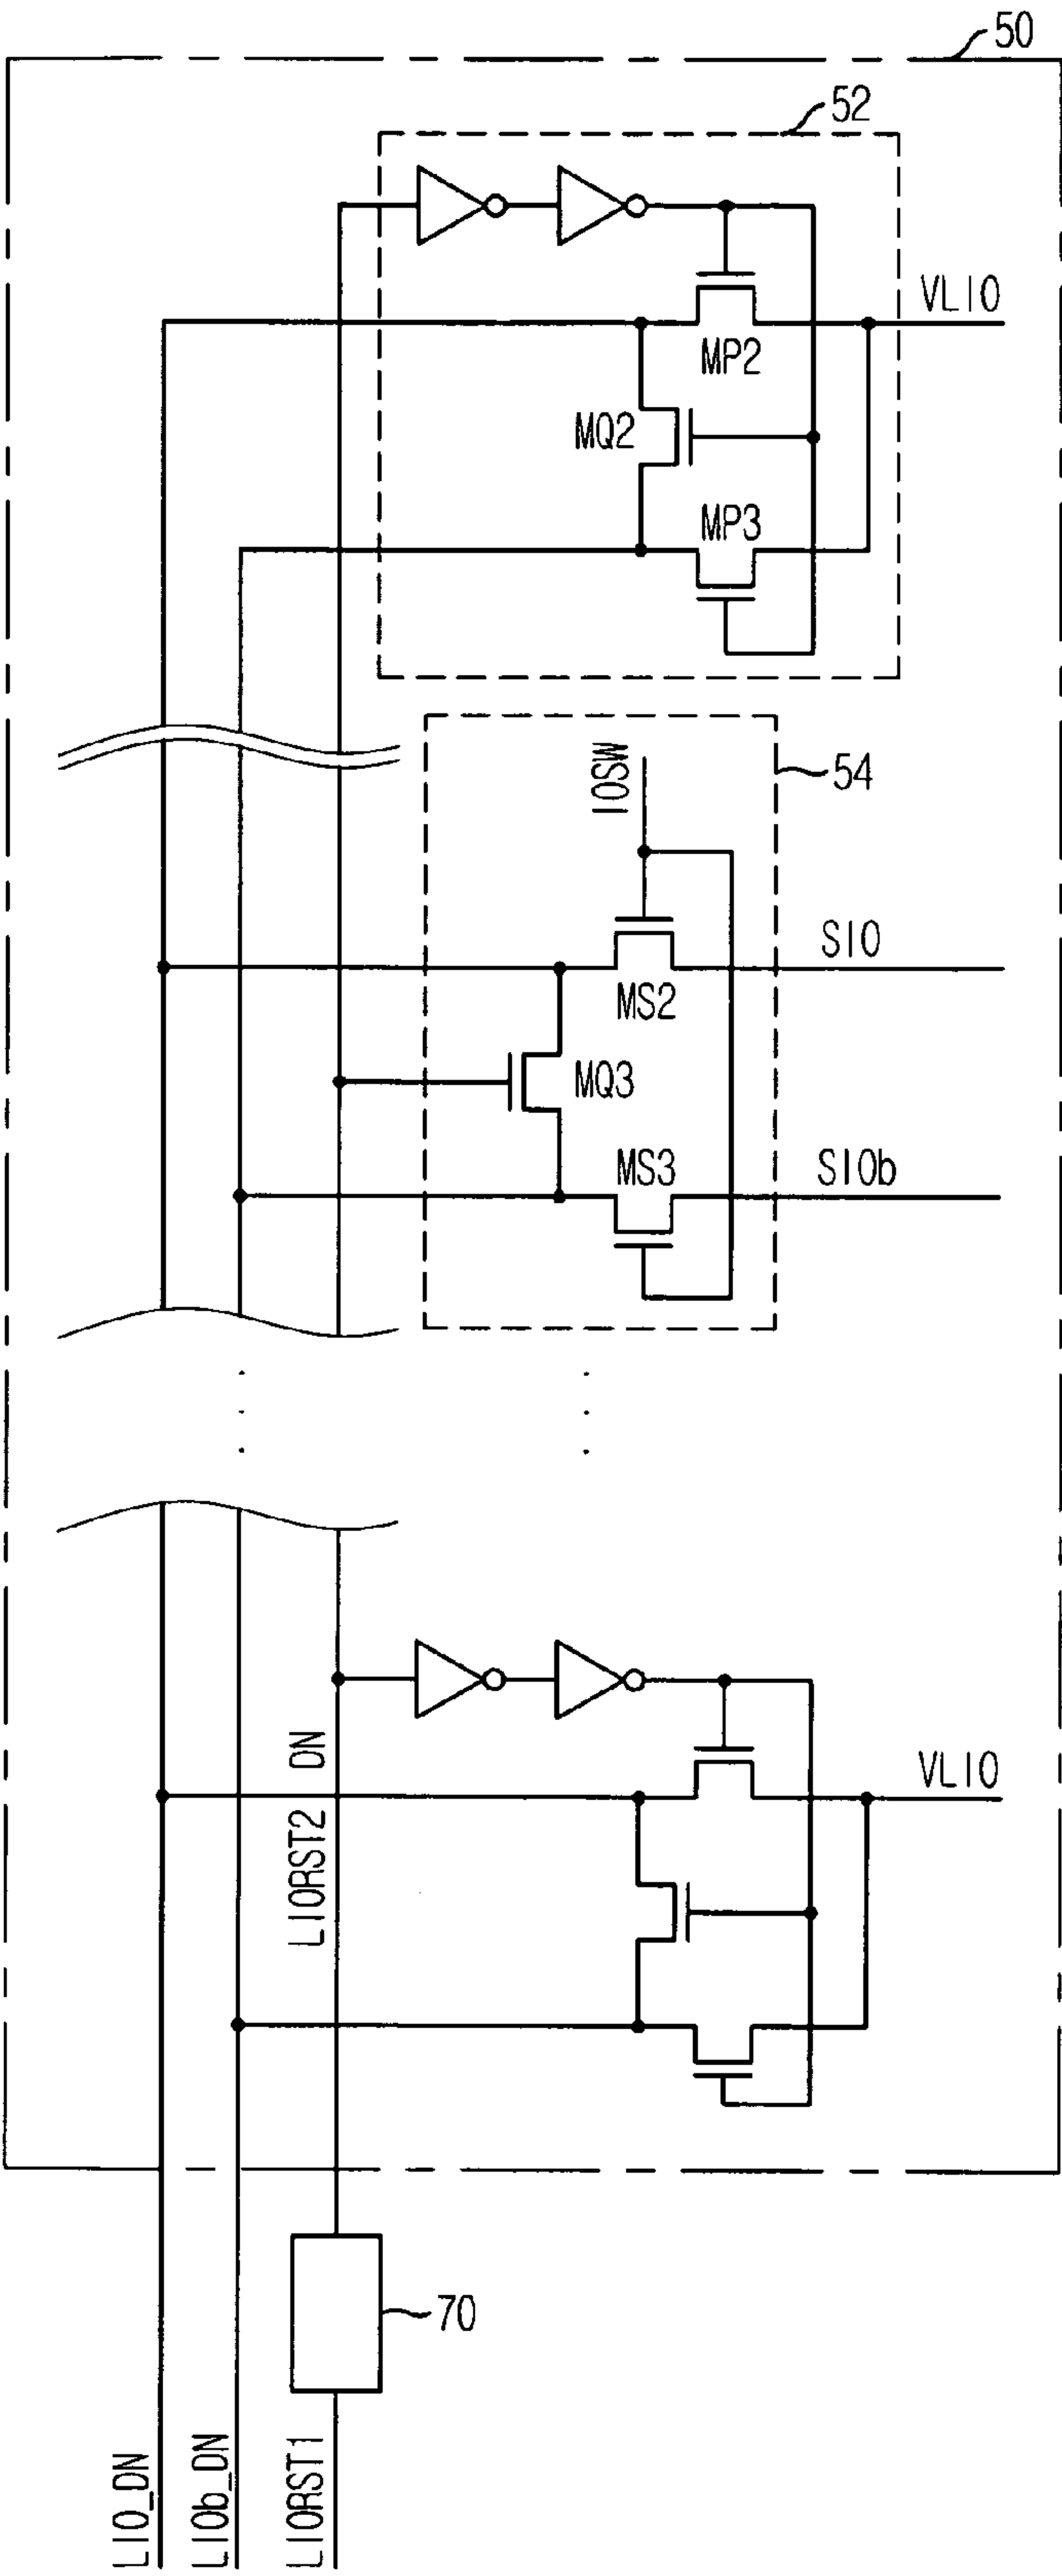 50
52
VLIO
MP2
MQ2
MP3
IOSW
54
SIO
MS2
MQ3
MS3
SIOb
LIORST2 DN
VLIO
70
LIO_DN
LIOb_DN
LIORST1